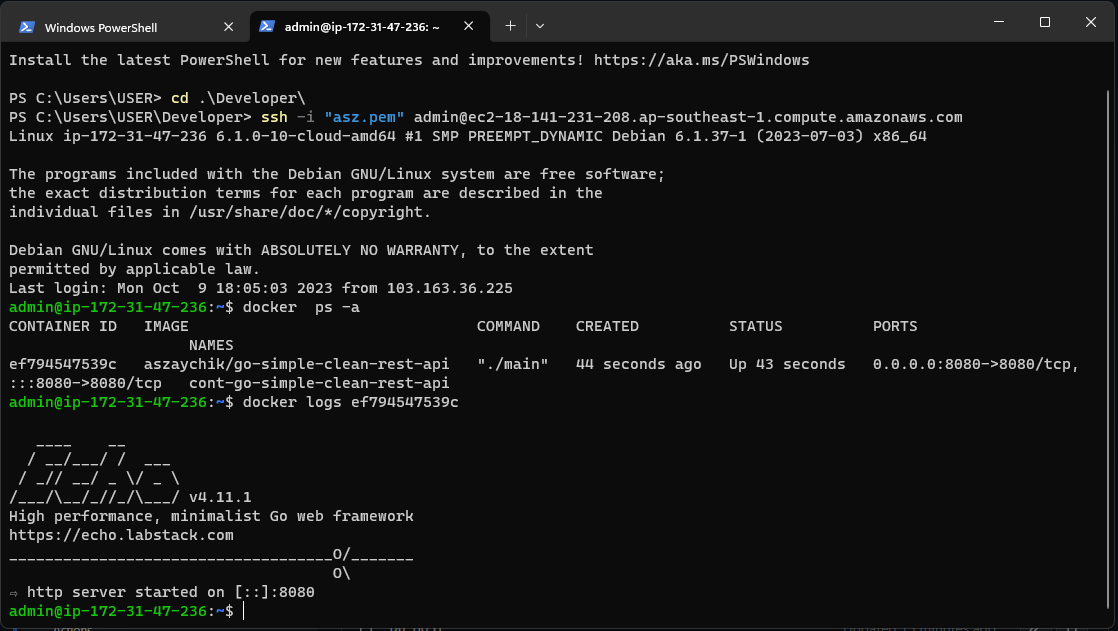 Windows PowerShell
admin@ip-172-31-47-236: ~
Install the latest PowerShell for new features and improvements! https://aka.ms/PSWindows
PS C:\Users\USER> cd .\Developer\
PS C:\Users\USER\Developer> ssh -i "asz.pem" admin@ec2-18-141-231-208.ap-southeast-1.compute.amazonaws.com
Linux ip-172-31-47-236 6.1.0-10-cloud-amd64 #1 SMP PREEMPT_DYNAMIC Debian 6.1.37-1 (2023-07-03) x86_64
The programs included with the Debian GNU/Linux system are free software;
the exact distribution terms for each program are described in the
individual files in /usr/share/doc/*/copyright.
Debian GNU/Linux comes with ABSOLUTELY NO WARRANTY, to the extent
permitted by applicable law.
Last login: Mon Oct  9 18:05:03 2023 from 103.163.36.225
admin@ip-172-31-47-236:~$ docker  ps -a
CONTAINER ID   IMAGE                                COMMAND    CREATED          STATUS          PORTS
                    NAMES
ef794547539c   aszaychik/go-simple-clean-rest-api   "./main"   44 seconds ago   Up 43 seconds   0.0.0.0:8080->8080/tcp,
:::8080->8080/tcp   cont-go-simple-clean-rest-api
admin@ip-172-31-47-236:~$ docker logs ef794547539c
   ____    __
  / __/___/ /  ___
 / _// __/ _ \/ _ \
/___/\__/_//_/\___/ v4.11.1
High performance, minimalist Go web framework
https://echo.labstack.com
____________________________________O/_______
                                    O\
⇨ http server started on [::]:8080
admin@ip-172-31-47-236:~$